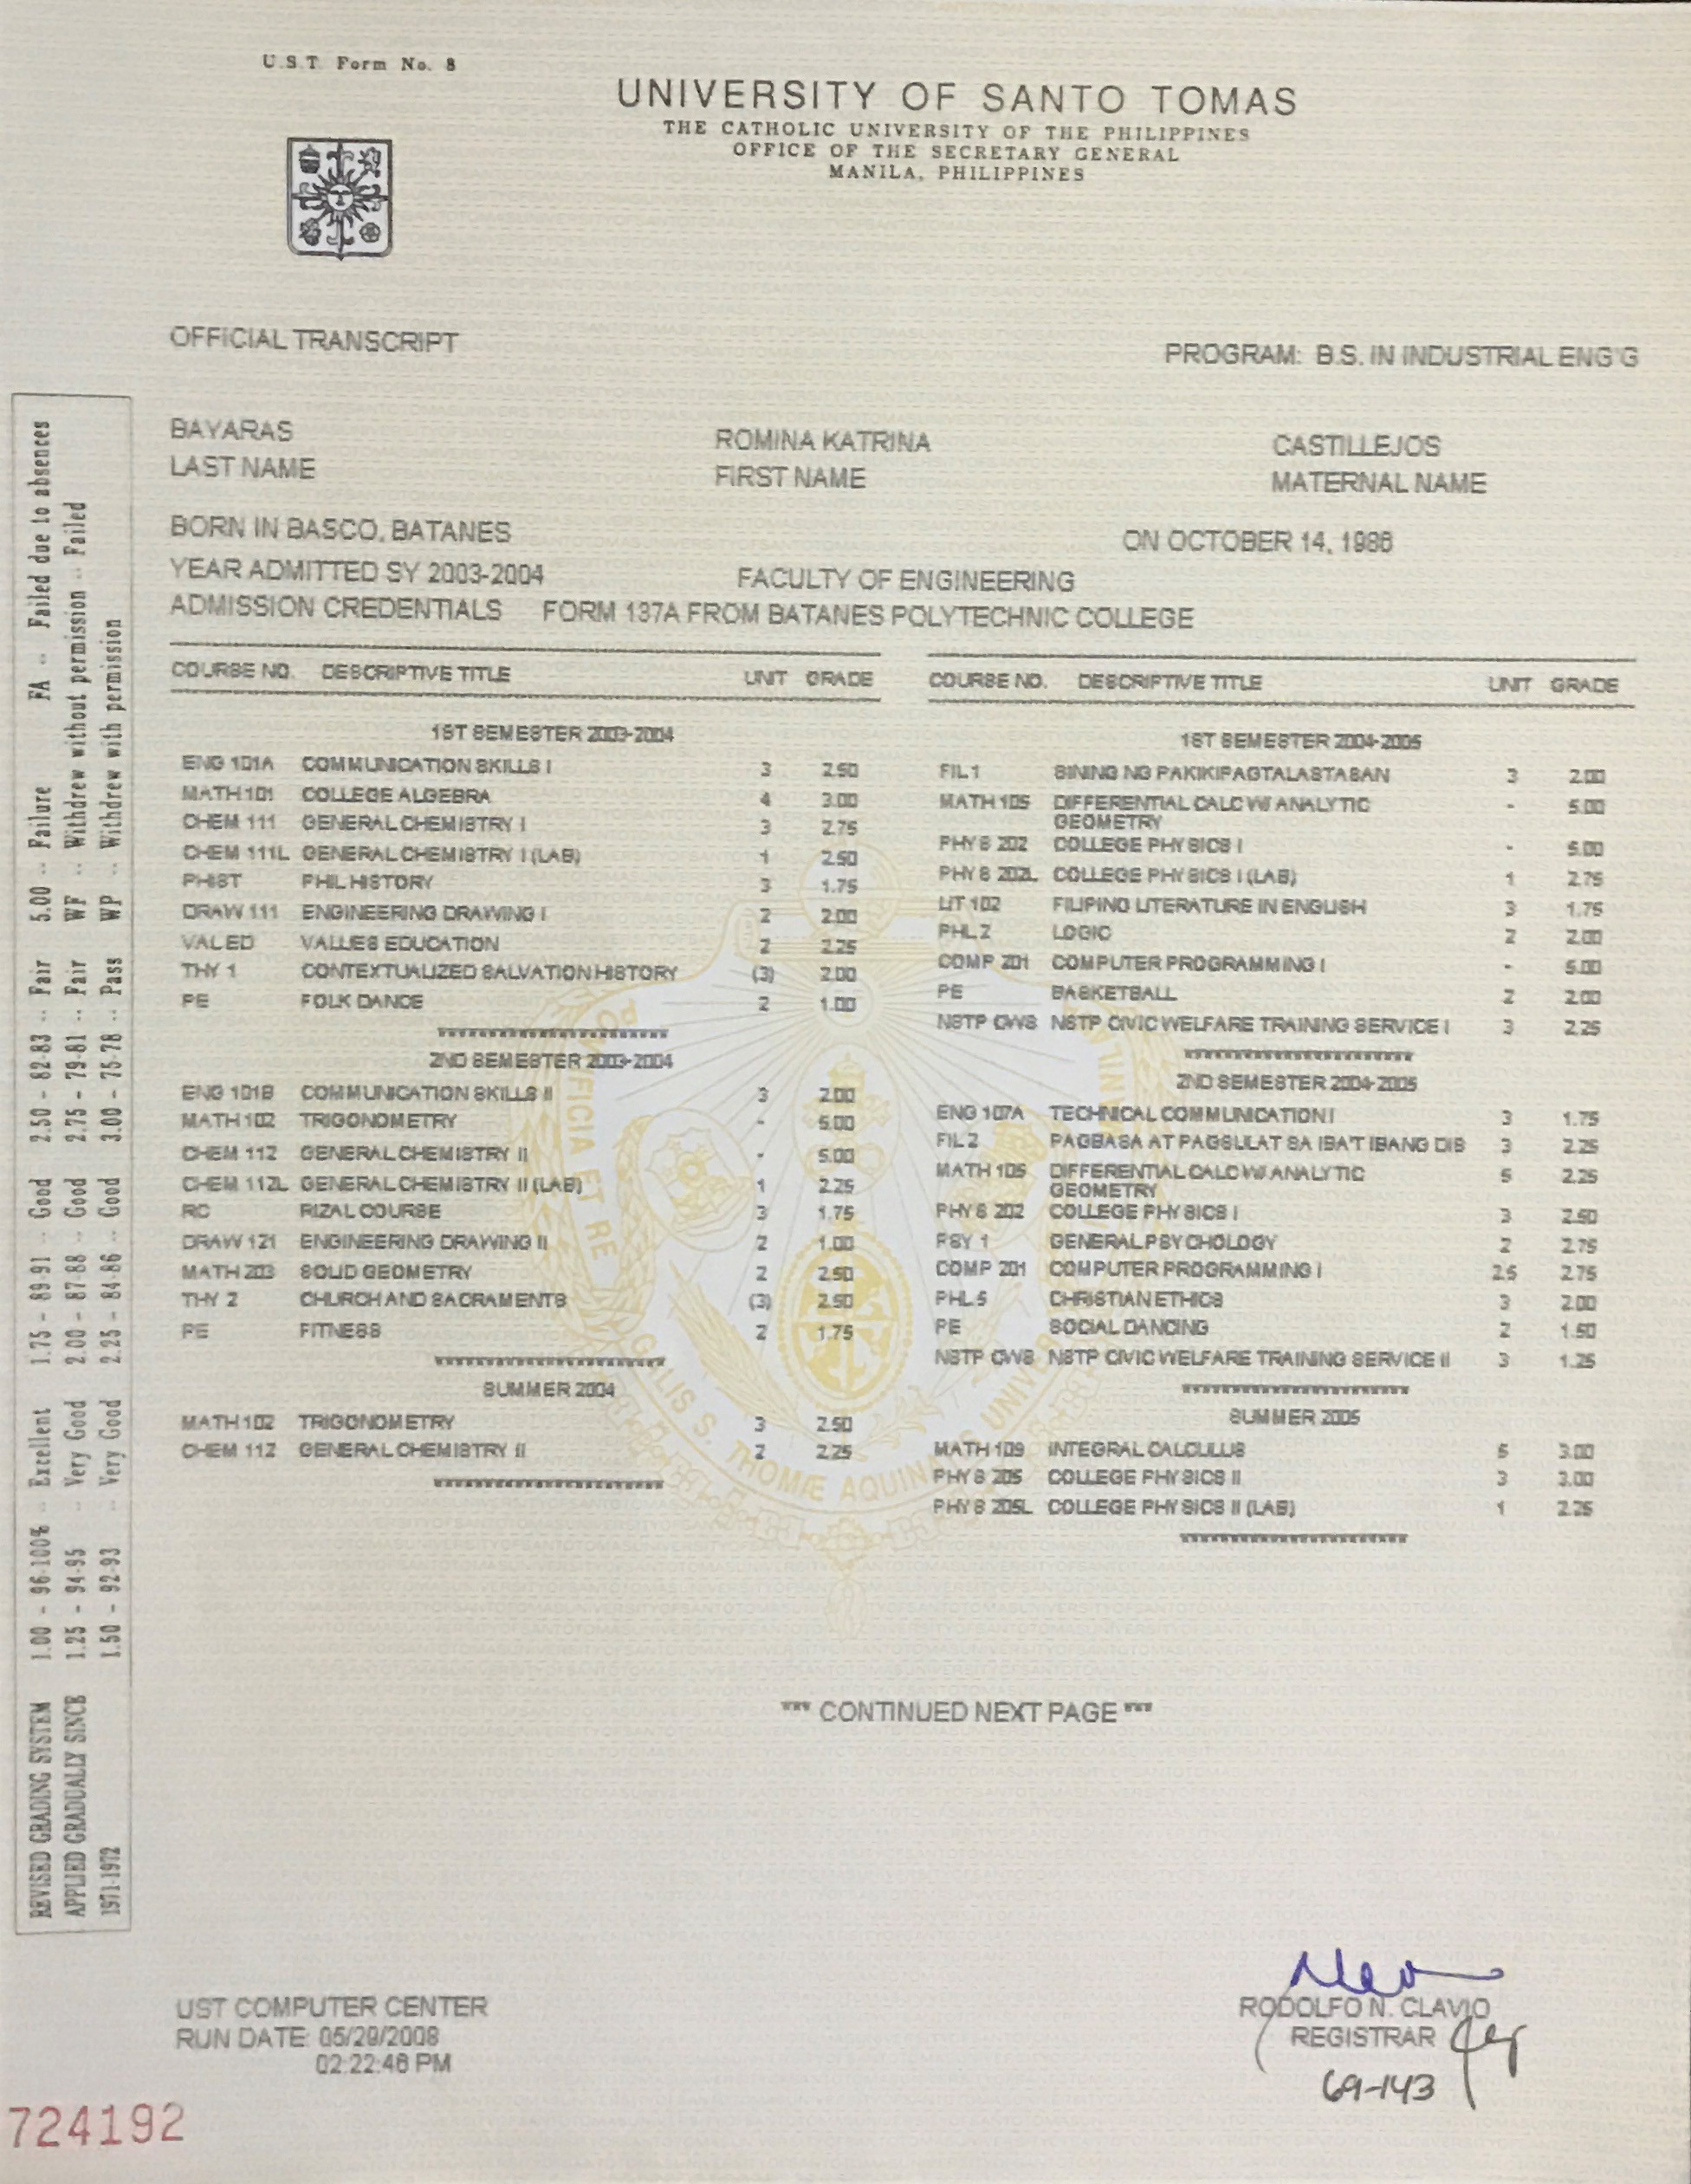 U.S.T. Form No. 8
UNIVERSITY OF SANTO TOMAS
THE CATHOLIC UNIVERSITY OF THE PHILIPPINES
OFFICE OF THE SECRETARY GENERAL
MANILA, PHILIPPINES
OFFICIAL TRANSCRIPT
PROGRAM: B.S. IN INDUSTRIAL ENG'G
BAYARAS ROMINA KATRINA CASTILLEJOS
LAST NAME FIRST NAME MATERNAL NAME
BORN IN BASCO, BATANES ON OCTOBER 14, 1986
YEAR ADMITTED SY 2003-2004 FACULTY OF ENGINEERING
ADMISSION CREDENTIALS FORM 137A FROM BATANES POLYTECHNIC COLLEGE
COURSE NO. DESCRIPTIVE TITLE UNIT GRADE
1ST SEMESTER 2003-2004
ENG 101A COMMUNICATION SKILLS I 3 2.50
MATH 101 COLLEGE ALGEBRA 4 3.00
CHEM 111 GENERAL CHEMISTRY I 3 2.75
CHEM 111L GENERAL CHEMISTRY I (LAB) 1 2.50
PHIST PHIL HISTORY 3 1.75
DRAW 111 ENGINEERING DRAWING I 2 2.00
VALED VALUES EDUCATION 2 2.25
THY 1 CONTEXTUALIZED SALVATION HISTORY (3) 2.00
PE FOLK DANCE 2 1.00
2ND SEMESTER 2003-2004
ENG 101B COMMUNICATION SKILLS II 3 2.00
MATH 102 TRIGONOMETRY - 5.00
CHEM 112 GENERAL CHEMISTRY II - 5.00
CHEM 112L GENERAL CHEMISTRY II (LAB) 1 2.25
RC RIZAL COURSE 3 1.75
DRAW 121 ENGINEERING DRAWING II 2 1.00
MATH 203 SOLID GEOMETRY 2 2.50
THY 2 CHURCH AND SACRAMENTS (3) 2.50
PE FITNESS 2 1.75
SUMMER 2004
MATH 102 TRIGONOMETRY 3 2.50
CHEM 112 GENERAL CHEMISTRY II 2 2.25
COURSE NO. DESCRIPTIVE TITLE UNIT GRADE
1ST SEMESTER 2004-2005
FIL 1 SINING NG PAKIKIPAGTALASTASAN 3 2.00
MATH 105 DIFFERENTIAL CALC W/ ANALYTIC - 5.00
GEOMETRY
PHYS 202 COLLEGE PHYSICS I - 5.00
PHYS 202L COLLEGE PHYSICS I (LAB) 1 2.75
LIT 102 FILIPINO LITERATURE IN ENGLISH 3 1.75
PHL 2 LOGIC 2 2.00
COMP 201 COMPUTER PROGRAMMING I - 5.00
PE BASKETBALL 2 2.00
NSTP CWS NSTP CIVIC WELFARE TRAINING SERVICE I 3 2.25
2ND SEMESTER 2004-2005
ENG 107A TECHNICAL COMMUNICATION I 3 1.75
FIL 2 PAGBASA AT PAGSULAT SA IBA'T IBANG DIS 3 2.25
MATH 105 DIFFERENTIAL CALC W/ ANALYTIC 5 2.25
GEOMETRY
PHYS 202 COLLEGE PHYSICS I 3 2.50
PSY 1 GENERAL PSYCHOLOGY 2 2.75
COMP 201 COMPUTER PROGRAMMING I 2.5 2.75
PHL 5 CHRISTIAN ETHICS 3 2.00
PE SOCIAL DANCING 2 1.50
NSTP CWS NSTP CIVIC WELFARE TRAINING SERVICE II 3 1.25
SUMMER 2005
MATH 109 INTEGRAL CALCULUS 5 3.00
PHYS 205 COLLEGE PHYSICS II 3 3.00
PHYS 205L COLLEGE PHYSICS II (LAB) 1 2.25
*** CONTINUED NEXT PAGE ***
REVISED GRADING SYSTEM 1.00 - 96-100% -- Excellent 1.75 - 89-91 -- Good 2.50 - 82-83 -- Fair 5.00 -- Failure FA -- Failed due to absences
APPLIED GRADUALLY SINCE 1.25 - 94-95 -- Very Good 2.00 - 87-88 -- Good 2.75 - 79-81 -- Fair WF -- Withdrew without permission -- Failed
1971-1972 1.50 - 92-93 -- Very Good 2.25 - 84-86 -- Good 3.00 - 75-78 -- Pass WP -- Withdrew with permission
UST COMPUTER CENTER
RUN DATE: 05/29/2008
02:22:46 PM
RODOLFO N. CLAVIO
REGISTRAR
69-143
724192